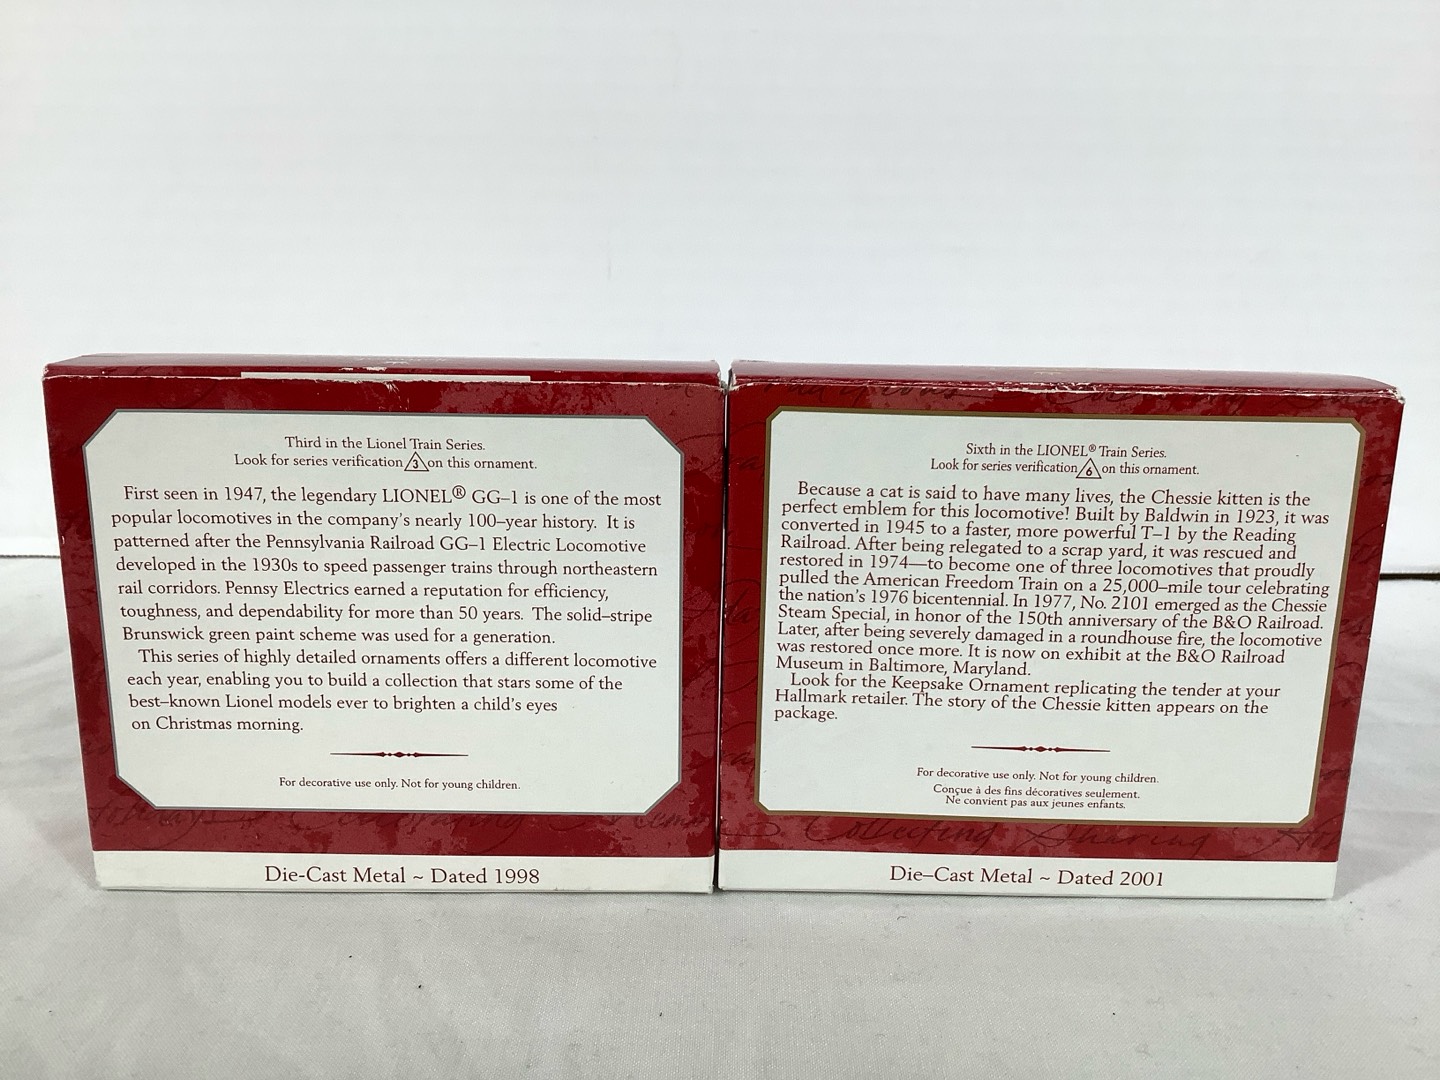 Third in the Lionel Train Series.
Look for series verification 3 on this ornament.
First seen in 1947, the legendary LIONEL® GG–1 is one of the most
popular locomotives in the company's nearly 100–year history. It is
patterned after the Pennsylvania Railroad GG–1 Electric Locomotive
developed in the 1930s to speed passenger trains through northeastern
rail corridors. Pennsy Electrics earned a reputation for efficiency,
toughness, and dependability for more than 50 years. The solid–stripe
Brunswick green paint scheme was used for a generation.
This series of highly detailed ornaments offers a different locomotive
each year, enabling you to build a collection that stars some of the
best–known Lionel models ever to brighten a child's eyes
on Christmas morning.
For decorative use only. Not for young children.
Die-Cast Metal ~ Dated 1998
Sixth in the LIONEL® Train Series.
Look for series verification 6 on this ornament.
Because a cat is said to have many lives, the Chessie kitten is the
perfect emblem for this locomotive! Built by Baldwin in 1923, it was
converted in 1945 to a faster, more powerful T–1 by the Reading
Railroad. After being relegated to a scrap yard, it was rescued and
restored in 1974—to become one of three locomotives that proudly
pulled the American Freedom Train on a 25,000–mile tour celebrating
the nation's 1976 bicentennial. In 1977, No. 2101 emerged as the Chessie
Steam Special, in honor of the 150th anniversary of the B&O Railroad.
Later, after being severely damaged in a roundhouse fire, the locomotive
was restored once more. It is now on exhibit at the B&O Railroad
Museum in Baltimore, Maryland.
Look for the Keepsake Ornament replicating the tender at your
Hallmark retailer. The story of the Chessie kitten appears on the
package.
For decorative use only. Not for young children.
Conçue à des fins décoratives seulement.
Ne convient pas aux jeunes enfants.
Collecting Sharing
Die–Cast Metal ~ Dated 2001